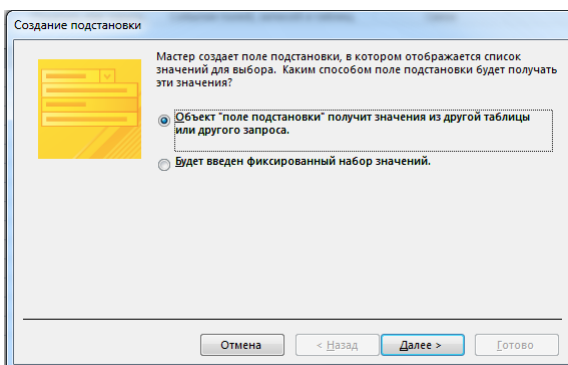 Создание подстановки
Мастер создает поле подстановки, в котором отображается список
значений для выбора. Каким способом поле подстановки будет получать
эти значения?
Объект "поле подстановки" получит значения из другой таблицы
или другого запроса.
Будет введен фиксированный набор значений.
Отмена < Назад Далее > Готово